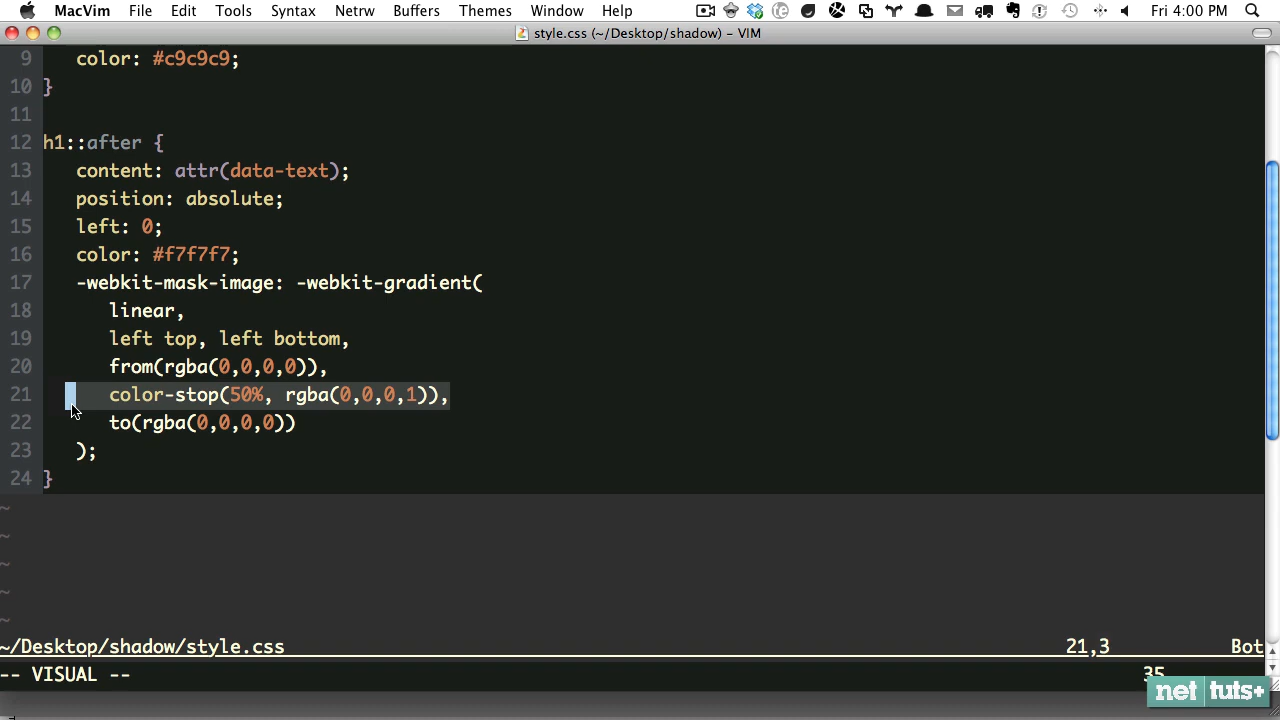 MacVim File Edit Tools Syntax Netrw Buffers Themes Window Help Fri 4:00 PM
style.css (~/Desktop/shadow) – VIM
9 color: #c9c9c9;
10 }
11
12 h1::after {
13 content: attr(data-text);
14 position: absolute;
15 left: 0;
16 color: #f7f7f7;
17 -webkit-mask-image: -webkit-gradient(
18 linear,
19 left top, left bottom,
20 from(rgba(0,0,0,0)),
21 color-stop(50%, rgba(0,0,0,1)),
22 to(rgba(0,0,0,0))
23 );
24 }
~
~
~
~
~
~/Desktop/shadow/style.css 21,3 Bot
-- VISUAL -- 35
net tuts+